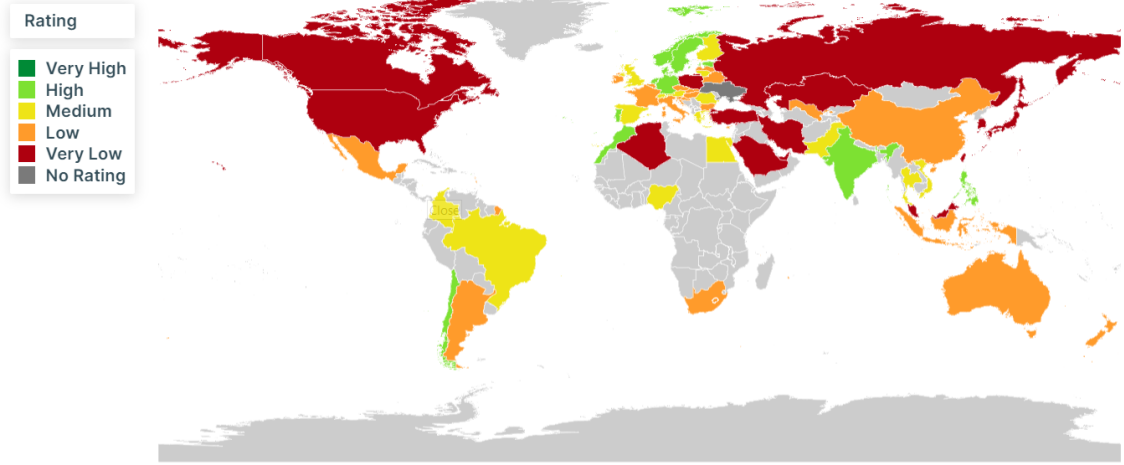 Rating
Very High
High
Medium
Low
Very Low
No Rating
Close